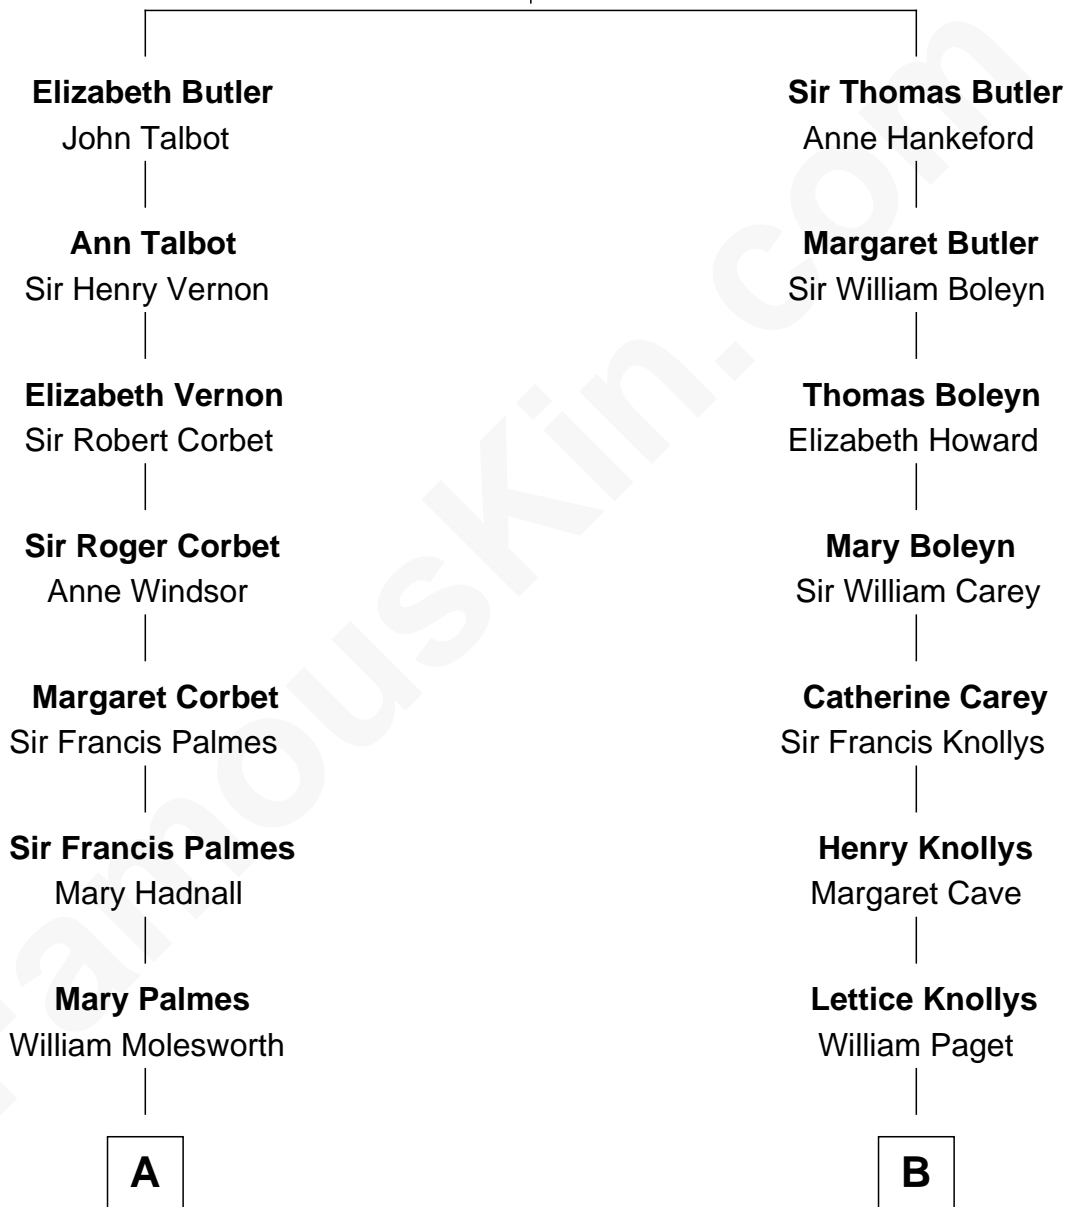 Elizabeth Butler
John Talbot
Sir Thomas Butler
Anne Hankeford
Ann Talbot
Sir Henry Vernon
Margaret Butler
Sir William Boleyn
Elizabeth Vernon
Sir Robert Corbet
Thomas Boleyn
Elizabeth Howard
Sir Roger Corbet
Anne Windsor
Mary Boleyn
Sir William Carey
Margaret Corbet
Sir Francis Palmes
Catherine Carey
Sir Francis Knollys
Sir Francis Palmes
Mary Hadnall
Henry Knollys
Margaret Cave
Mary Palmes
William Molesworth
Lettice Knollys
William Paget
A
B
FamousKin.com